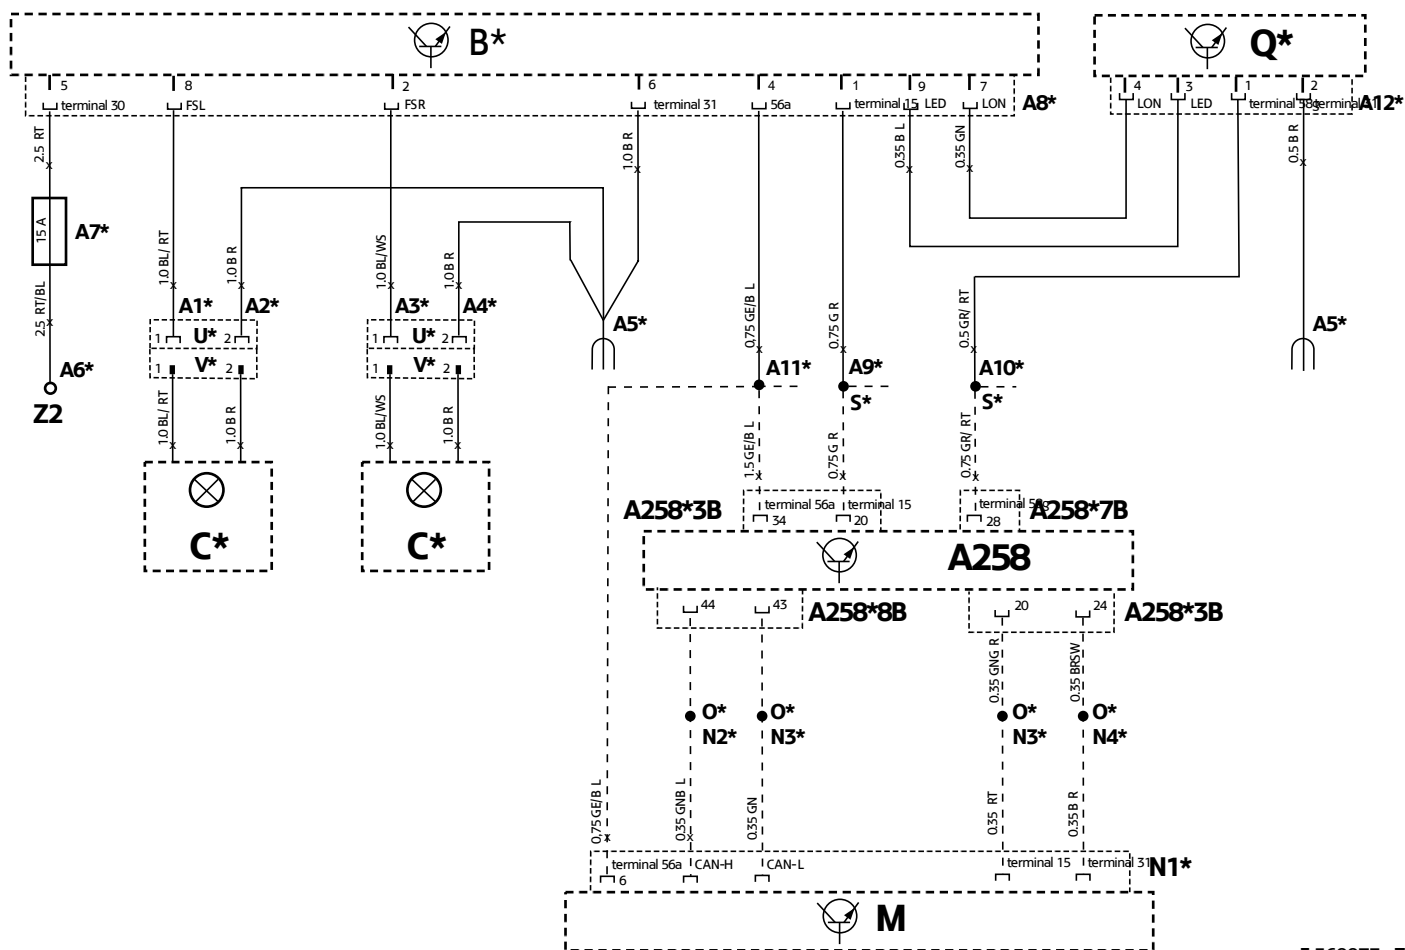 B*
Q*
5
8
2
6
4
1
9
7
4
3
1
2
terminal 30
FSL
FSR
terminal 31
56a
terminal 15
LED
LON
A8*
LON
LED
terminal 58g
terminal 31
A12*
2.5 RT
1.0 B R
0.35 B L
0.35 GN
0.5 B R
15 A
A7*
1.0 BL/ RT
1.0 B R
1.0 BL/WS
1.0 B R
2.5 RT/BL
A1*
A2*
A3*
A4*
0.75 GE/B L
0.75 G R
0.5 GR/ RT
A5*
A5*
1
U*
2
1
U*
2
1
V*
2
1
V*
2
A6*
Z2
A11*
A9*
A10*
S*
S*
1.0 BL/ RT
1.0 B R
1.0 BL/WS
1.0 B R
1.5 GE/B L
0.75 G R
0.75 GR/ RT
C*
C*
A258*3B
terminal 56a
terminal 15
terminal 58g
A258*7B
34
20
28
A258
44
43
A258*8B
20
24
A258*3B
0.35 GNG R
0.35 BRSW
O*
N2*
O*
N3*
O*
N3*
O*
N4*
0.75 GE/B L
0.35 GNB L
0.35 GN
0.35 RT
0.35 B R
terminal 56a
CAN-H
CAN-L
terminal 15
terminal 31
N1*
6
M